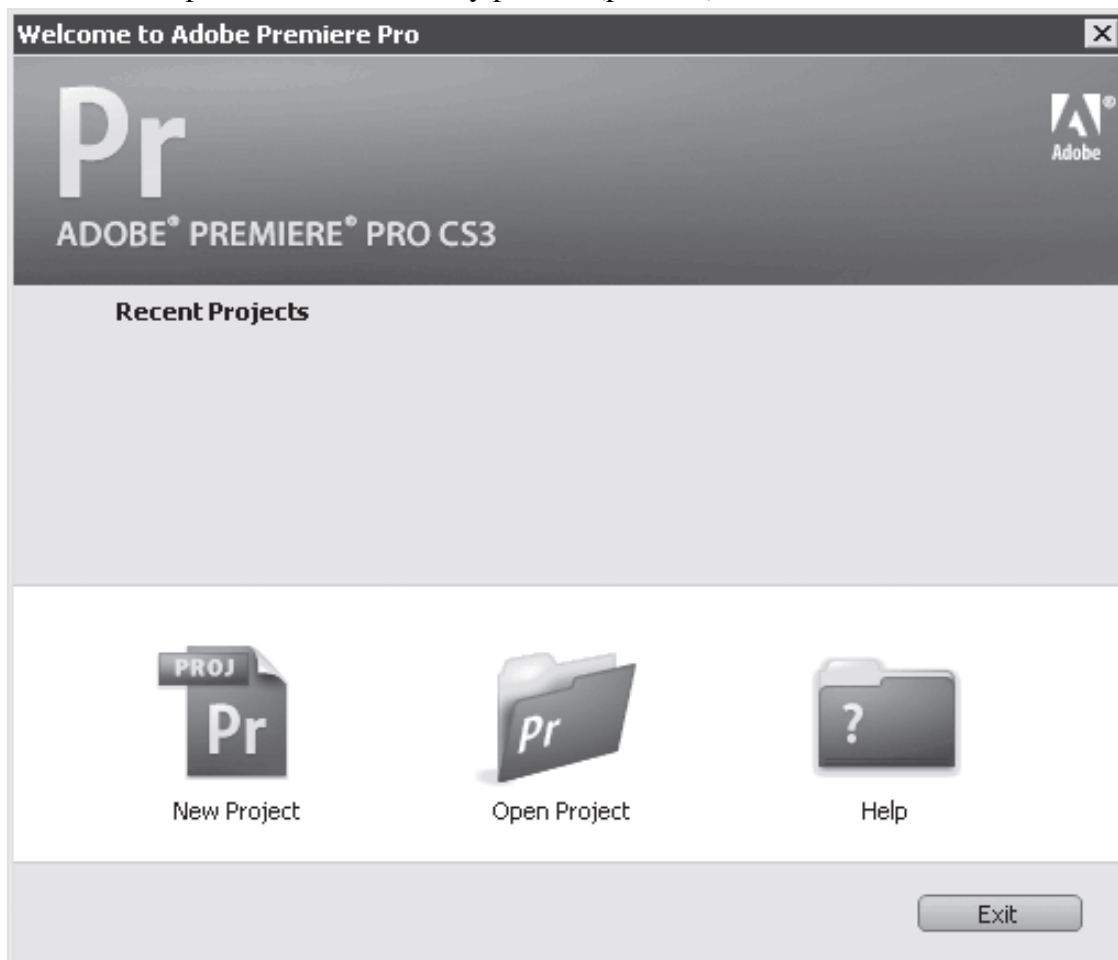 Welcome to Adobe Premiere Pro
Pr
Adobe
ADOBE® PREMIERE® PRO CS3
Recent Projects
PROJ
Pr
Pr
?
New Project
Open Project
Help
Exit